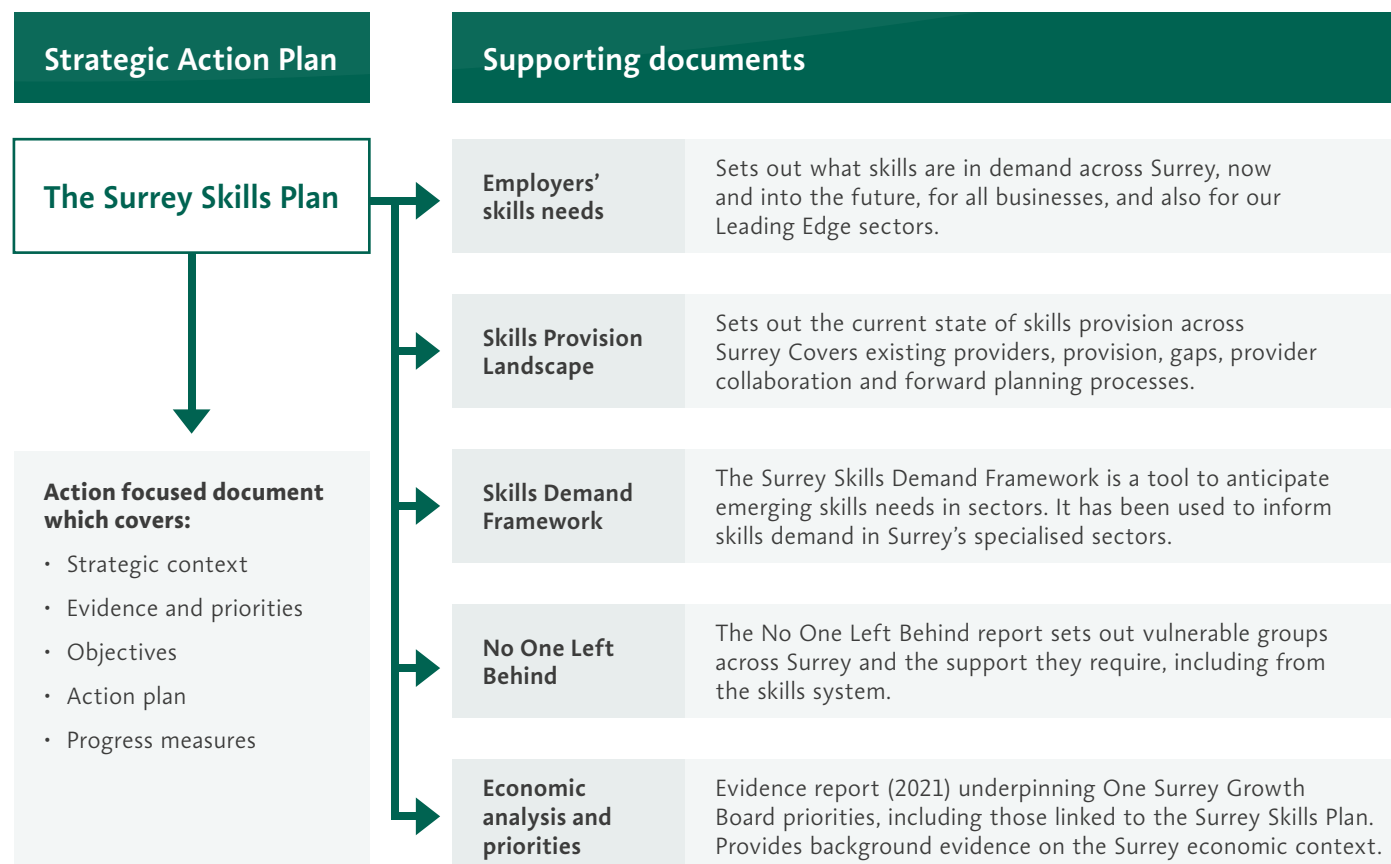 Strategic Action Plan
The Surrey Skills Plan
Action focused document
which covers:
• Strategic context
• Evidence and priorities
• Objectives
• Action plan
• Progress measures
Supporting documents
Employers’
skills needs
Sets out what skills are in demand across Surrey, now
and into the future, for all businesses, and also for our
Leading Edge sectors.
Skills Provision
Landscape
Sets out the current state of skills provision across
Surrey Covers existing providers, provision, gaps, provider
collaboration and forward planning processes.
Skills Demand
Framework
The Surrey Skills Demand Framework is a tool to anticipate
emerging skills needs in sectors. It has been used to inform
skills demand in Surrey’s specialised sectors.
No One Left
Behind
The No One Left Behind report sets out vulnerable groups
across Surrey and the support they require, including from
the skills system.
Economic
analysis and
priorities
Evidence report (2021) underpinning One Surrey Growth
Board priorities, including those linked to the Surrey Skills Plan.
Provides background evidence on the Surrey economic context.